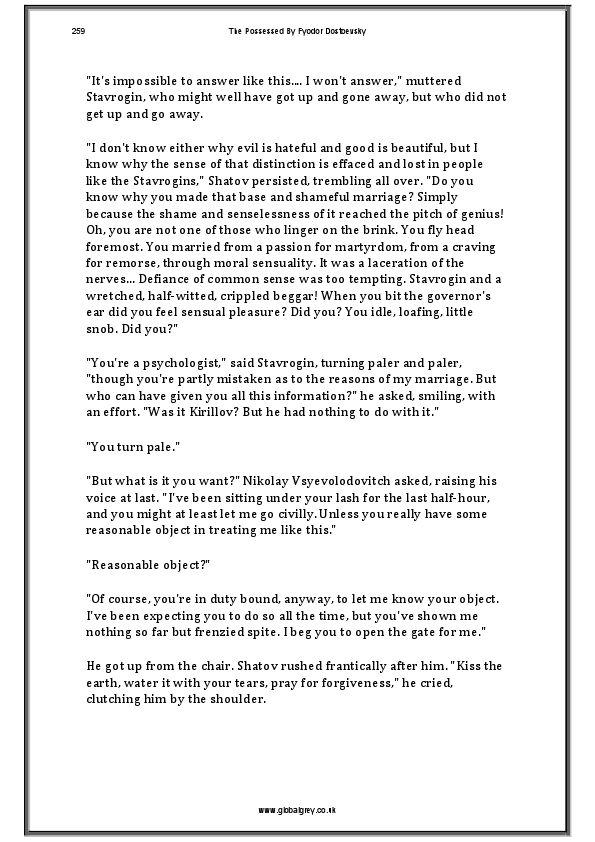 259
The Possessed By Fyodor Dostoevsky
"It's impossible to answer like this.... I won't answer," muttered
Stavrogin, who might well have got up and gone away, but who did not
get up and go away.
"I don't know either why evil is hateful and good is beautiful, but I
know why the sense of that distinction is effaced and lost in people
like the Stavrogins," Shatov persisted, trembling all over. "Do you
know why you made that base and shameful marriage? Simply
because the shame and senselessness of it reached the pitch of genius!
Oh, you are not one of those who linger on the brink. You fly head
foremost. You married from a passion for martyrdom, from a craving
for remorse, through moral sensuality. It was a laceration of the
nerves... Defiance of common sense was too tempting. Stavrogin and a
wretched, half-witted, crippled beggar! When you bit the governor's
ear did you feel sensual pleasure? Did you? You idle, loafing, little
snob. Did you?"
"You're a psychologist," said Stavrogin, turning paler and paler,
"though you're partly mistaken as to the reasons of my marriage. But
who can have given you all this information?" he asked, smiling, with
an effort. "Was it Kirillov? But he had nothing to do with it."
"You turn pale."
"But what is it you want?" Nikolay Vsyevolodovitch asked, raising his
voice at last. "I've been sitting under your lash for the last half-hour,
and you might at least let me go civilly. Unless you really have some
reasonable object in treating me like this."
"Reasonable object?"
"Of course, you're in duty bound, anyway, to let me know your object.
I've been expecting you to do so all the time, but you've shown me
nothing so far but frenzied spite. I beg you to open the gate for me."
He got up from the chair. Shatov rushed frantically after him. "Kiss the
earth, water it with your tears, pray for forgiveness," he cried,
clutching him by the shoulder.
www.globalgrey.co.uk